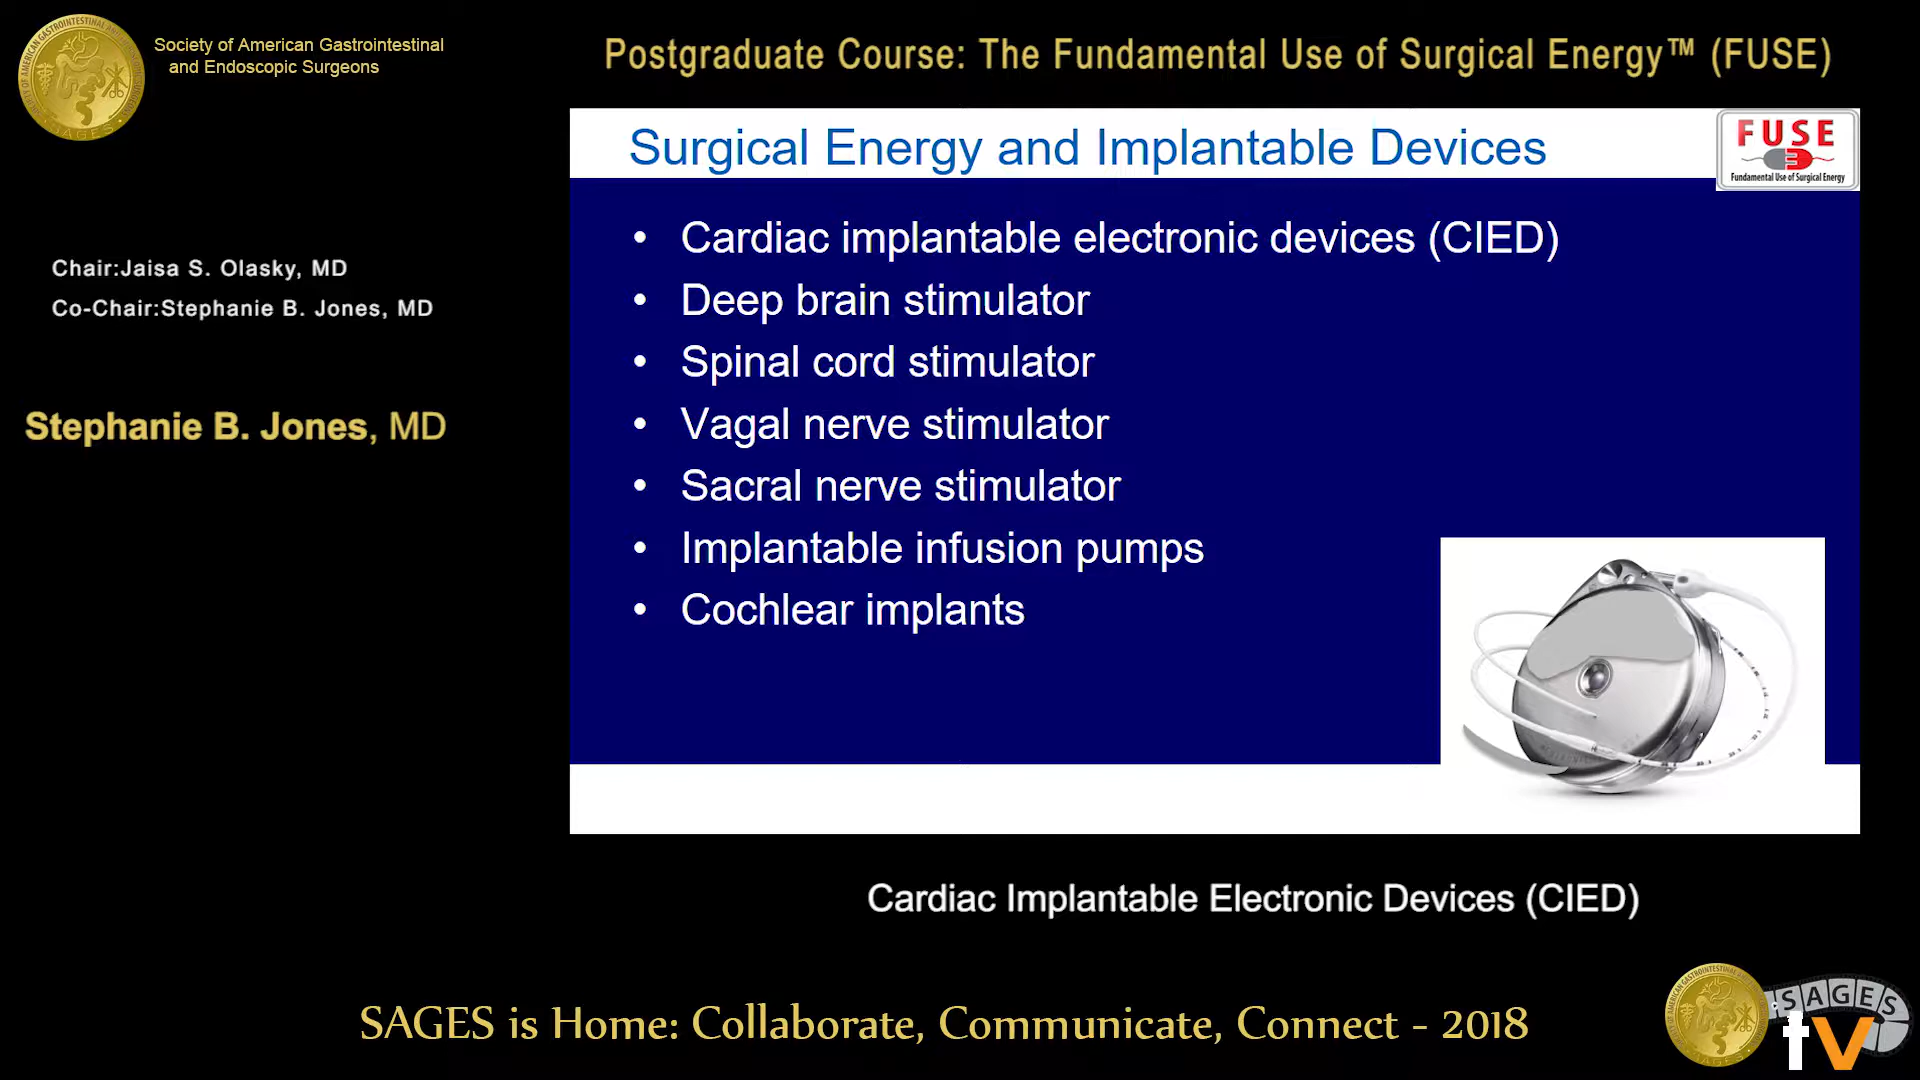 Society of American Gastrointestinal
and Endoscopic Surgeons
Postgraduate Course: The Fundamental Use of Surgical Energy™ (FUSE)
Surgical Energy and Implantable Devices
FUSE
Fundamental Use of Surgical Energy
Chair:Jaisa S. Olasky, MD
Co-Chair:Stephanie B. Jones, MD
Stephanie B. Jones, MD
• Cardiac implantable electronic devices (CIED)
• Deep brain stimulator
• Spinal cord stimulator
• Vagal nerve stimulator
• Sacral nerve stimulator
• Implantable infusion pumps
• Cochlear implants
Cardiac Implantable Electronic Devices (CIED)
SAGES is Home: Collaborate, Communicate, Connect - 2018
SAGES
tv